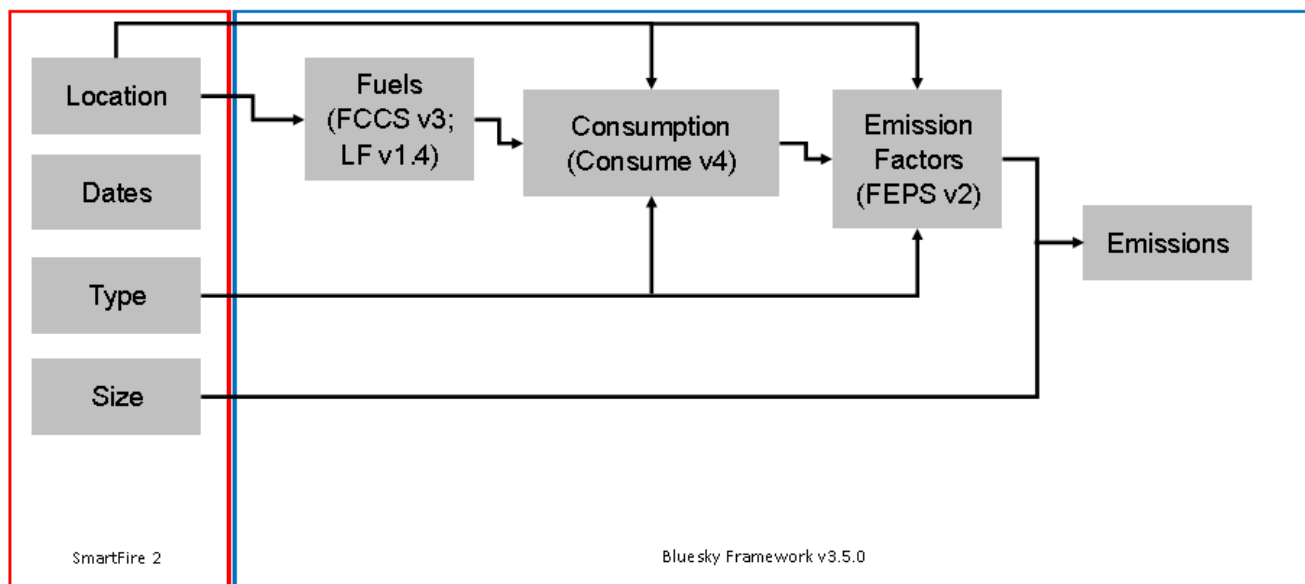 Location
Dates
Type
Size
SmartFire 2
Fuels
(FCCS v3;
LF v1.4)
Consumption
(Consume v4)
Emission
Factors
(FEPS v2)
Emissions
Bluesky Framework v3.5.0